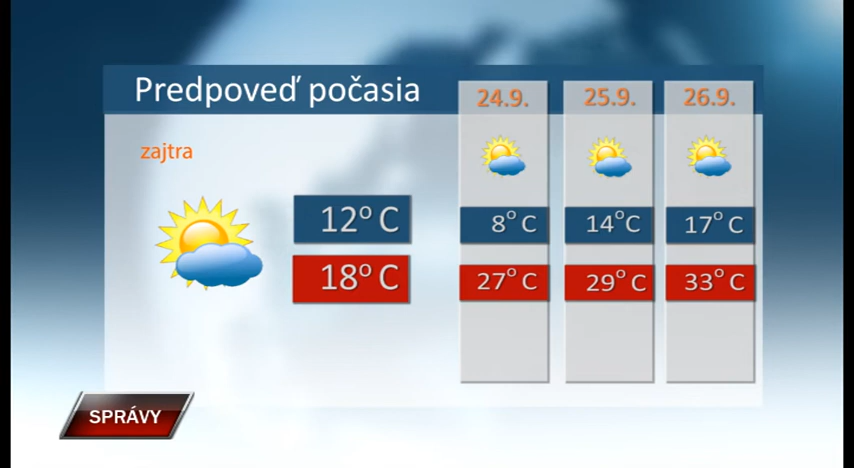 Predpoveď počasia
zajtra
12° C
18° C
24.9.
25.9.
26.9.
8° C
14°C
17° C
27° C
29° C
33° C
SPRÁVY